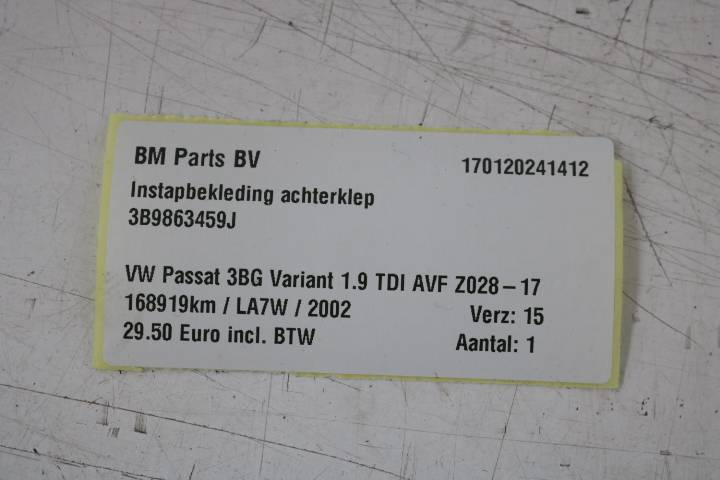 BM Parts BV 170120241412
Instapbekleding achterklep
3B9863459J
VW Passat 3BG Variant 1.9 TDI AVF Z028-17
168919km / LA7W / 2002 Verz: 15
29.50 Euro incl. BTW Aantal: 1